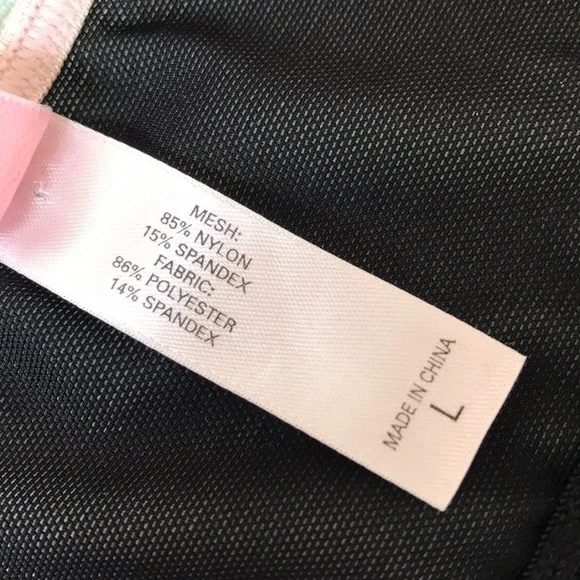 MESH:
85% NYLON
15% SPANDEX
FABRIC:
86% POLYESTER
14% SPANDEX
MADE IN CHINA
L